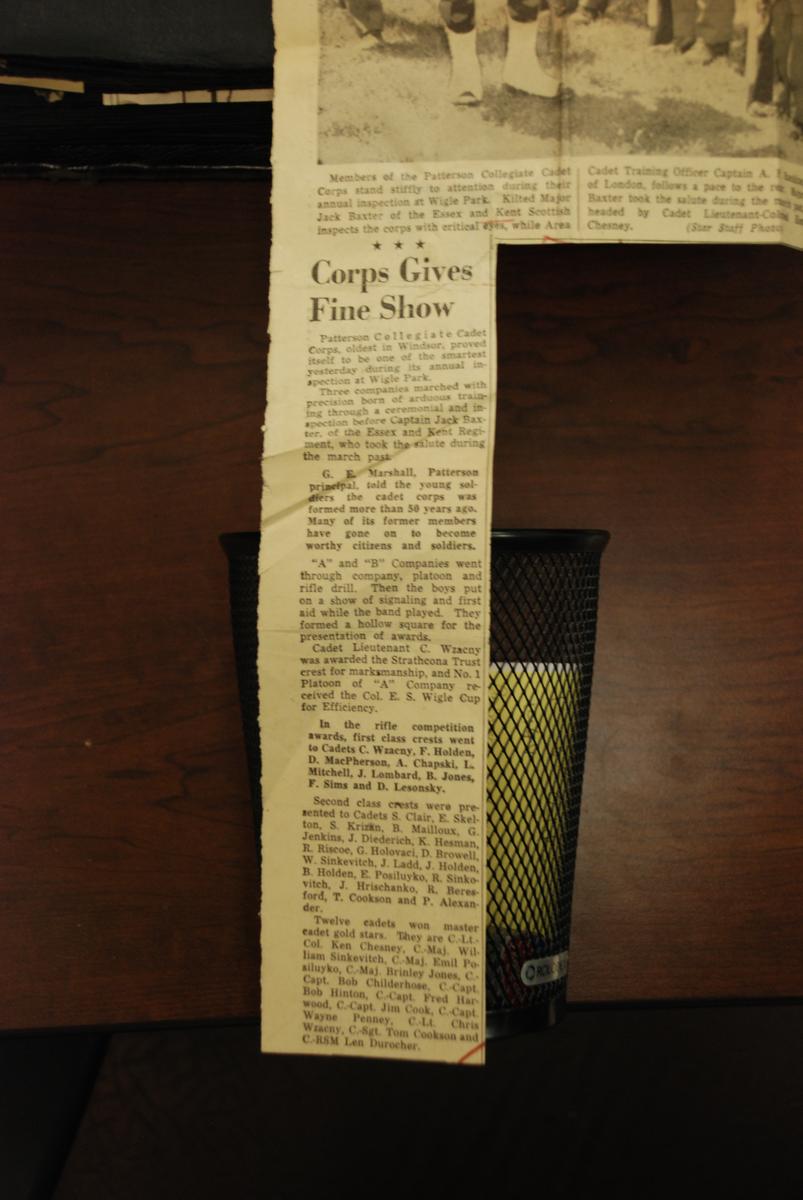 Members of the Patterson Collegiate Cadet
Corps stand stiffly to attention during their
annual inspection at Wigle Park. Kilted Major
Jack Baxter of the Essex and Kent Scottish
inspects the corps with critical eyes, while Area
Cadet Training Officer Captain A.
of London, follows a pace to the
Baxter took the salute during the
headed by Cadet
Chesney. (Star Staff Photo)
★ ★ ★
Corps Gives
Fine Show
Patterson Collegiate Cadet
Corps, oldest in Windsor, proved
itself to be one of the smartest
yesterday during its annual in-
spection at Wigle Park.
Three companies marched with
precision born of arduous train-
ing through a ceremonial and in-
spection before Captain Jack Bax-
ter, of the Essex and Kent Regi-
ment, who took the salute during
the march past.
G. E. Marshall, Patterson
principal, told the young sol-
diers the cadet corps was
formed more than 50 years ago.
Many of its former members
have gone on to become
worthy citizens and soldiers.
"A" and "B" Companies went
through company, platoon and
rifle drill. Then the boys put
on a show of signaling and first
aid while the band played. They
formed a hollow square for the
presentation of awards.
Cadet Lieutenant C. Wzacny
was awarded the Strathcona Trust
crest for marksmanship, and No. 1
Platoon of "A" Company re-
ceived the Col. E. S. Wigle Cup
for Efficiency.
In the rifle competition
awards, first class crests went
to Cadets C. Wzacny, F. Holden,
D. MacPherson, A. Chapski, L.
Mitchell, J. Lombard, B. Jones,
F. Sims and D. Lesonsky.
Second class crests were pre-
sented to Cadets S. Clair, E. Skel-
ton, S. Krizan, B. Mailloux, G.
Jenkins, J. Diederich, K. Hesman,
R. Riscoe, G. Holovaci, D. Browell,
W. Sinkevitch, J. Ladd, J. Holden,
B. Holden, E. Posiluyko, R. Sinko-
vitch, J. Hrischanko, R. Beres-
ford, T. Cookson and P. Alexan-
der.
Twelve cadets won master
cadet gold stars. They are C.-Lt.-
Col. Ken Chesney, C.-Maj. Wil-
liam Sinkevitch, C.-Maj. Emil Po-
siluyko, C.-Maj. Brinley Jones, C.-
Capt. Bob Childerhose, C.-Capt.
Bob Hinton, C.-Capt. Fred Har-
wood, C.-Capt. Jim Cook, C.-Capt.
Wayne Penney, C.-Lt. Chris
Wzacny, C.-Sgt. Tom Cookson and
C.-RSM Len Durocher.